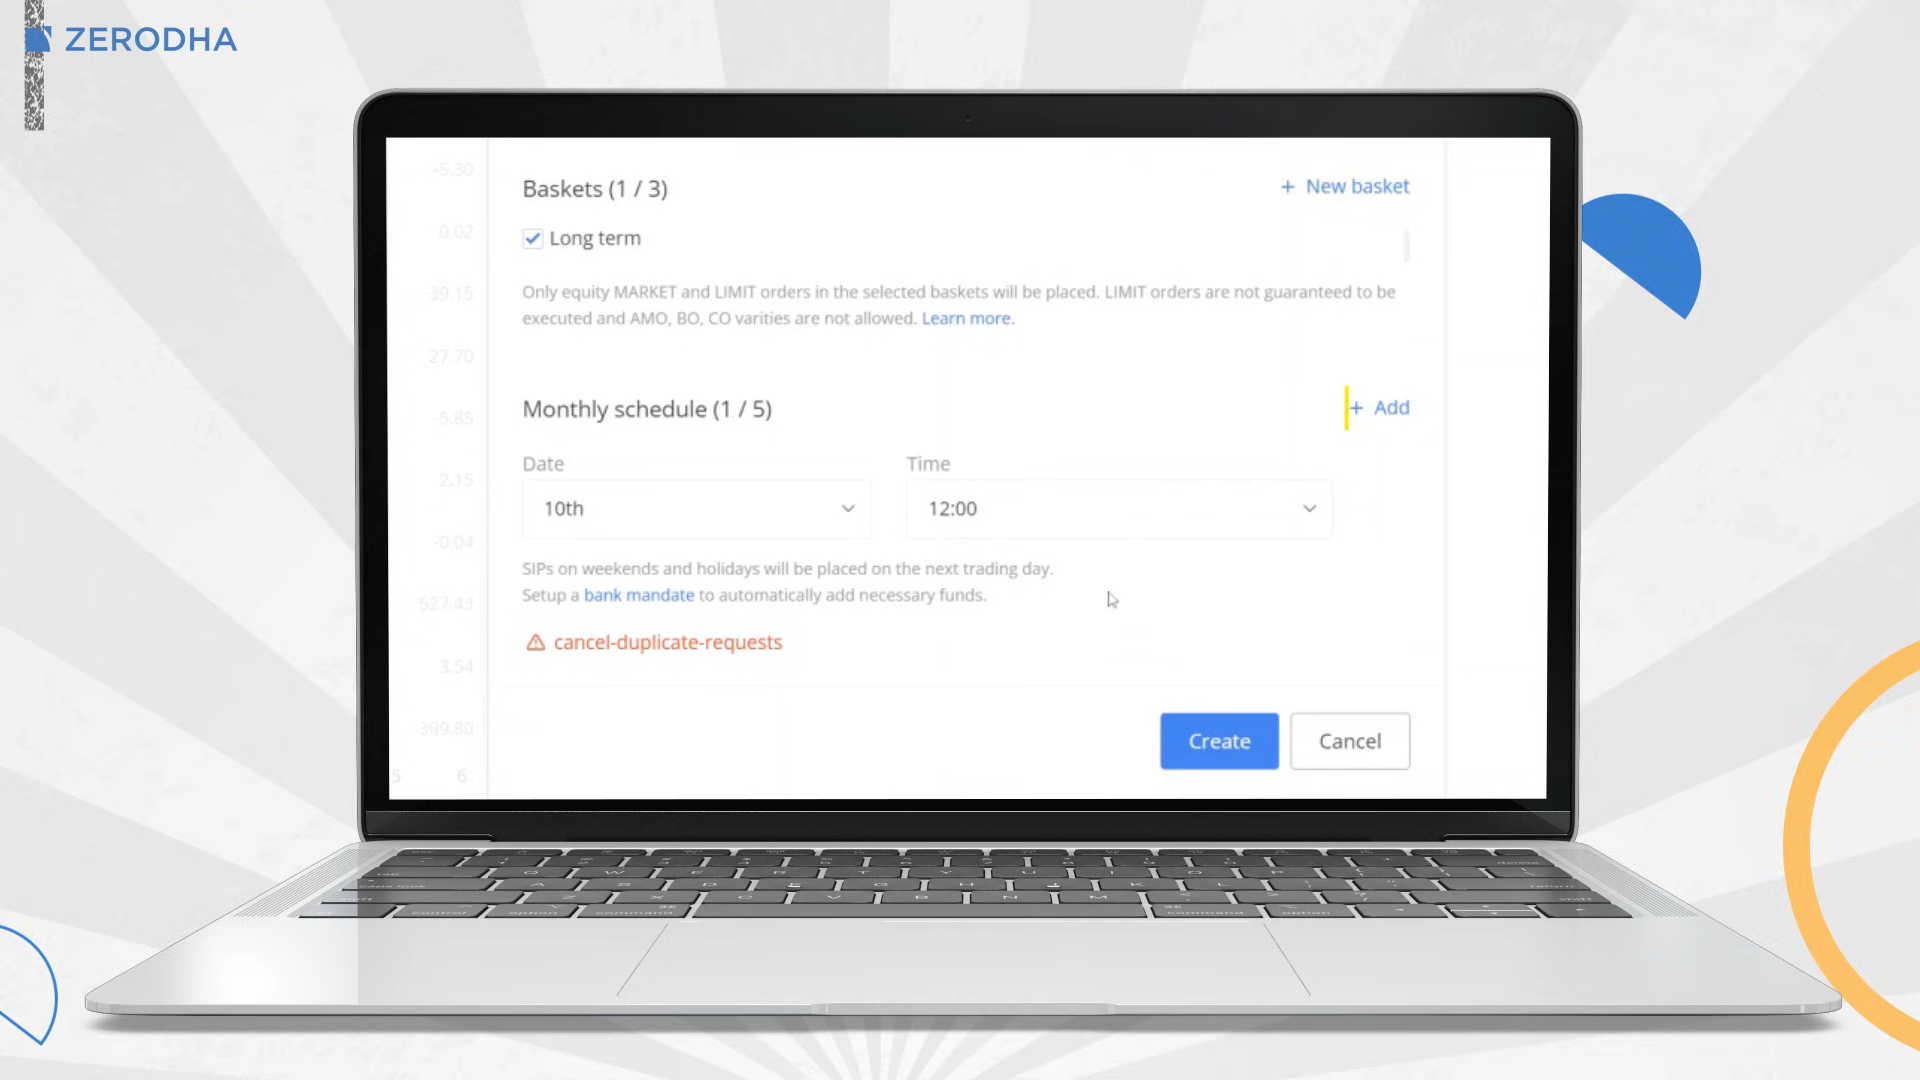 ZERODHA
-5.30
Baskets (1 / 3)
+ New basket
0.02
Long term
-39.15
Only equity MARKET and LIMIT orders in the selected baskets will be placed. LIMIT orders are not guaranteed to be
executed and AMO, BO, CO varities are not allowed. Learn more.
27.70
-5.85
Monthly schedule (1 / 5)
+ Add
Date
Time
2.15
10th
12:00
-0.04
SIPs on weekends and holidays will be placed on the next trading day.
Setup a bank mandate to automatically add necessary funds.
527.43
cancel-duplicate-requests
3.54
399.80
Create
Cancel
5 6